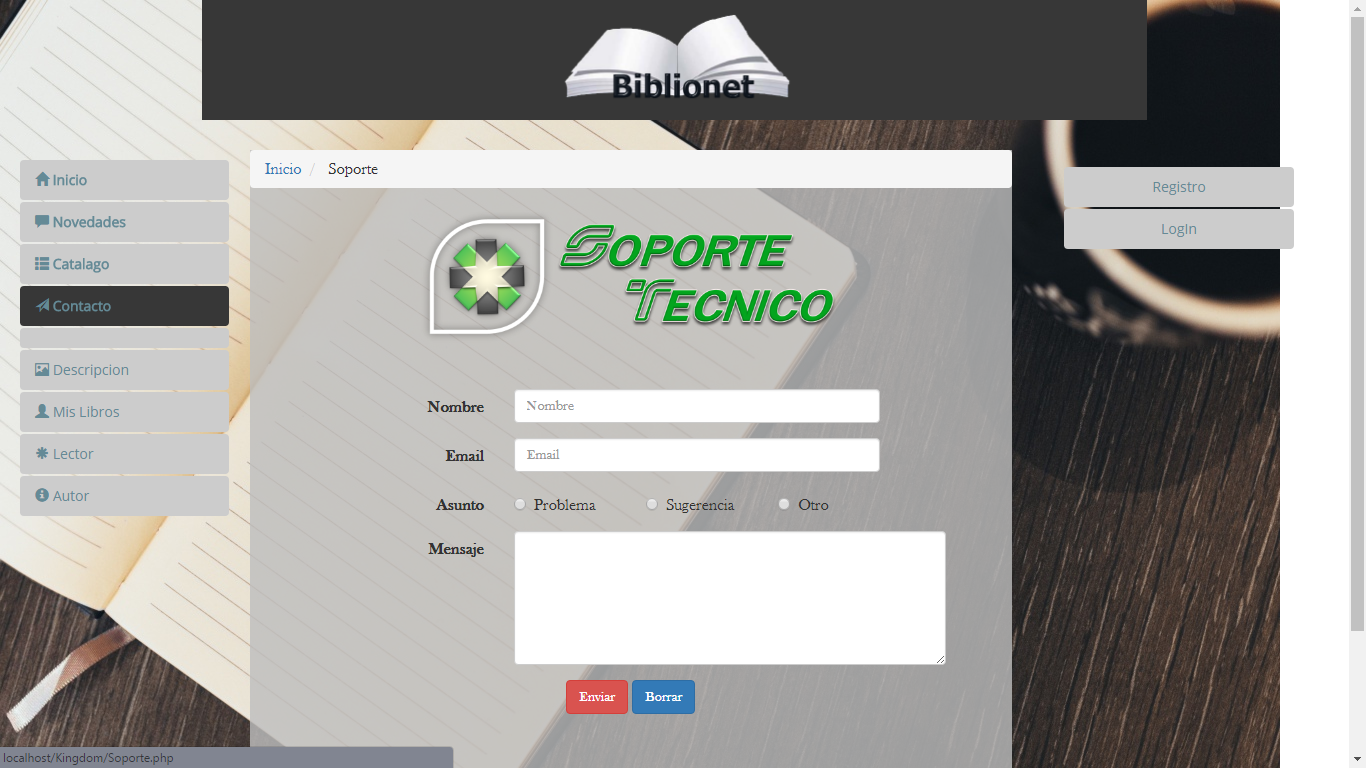 Biblionet
Inicio
Novedades
Catalago
Contacto
Descripcion
Mis Libros
Lector
Autor
Inicio / Soporte
SOPORTE
TECNICO
Nombre Nombre
Email Email
Asunto Problema Sugerencia Otro
Mensaje
Enviar Borrar
Registro
LogIn
localhost/Kingdom/Soporte.php